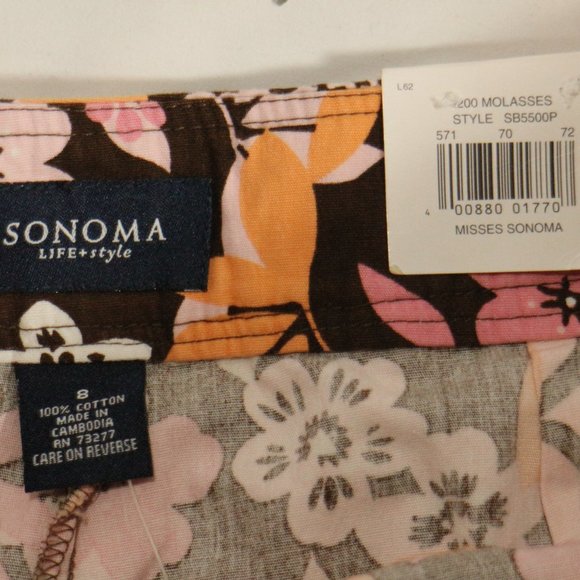 L62
200 MOLASSES
STYLE SB5500P
571 70 72
4 00880 01770
MISSES SONOMA
SONOMA
LIFE+style
8
100% COTTON
MADE IN
CAMBODIA
RN 73277
CARE ON REVERSE